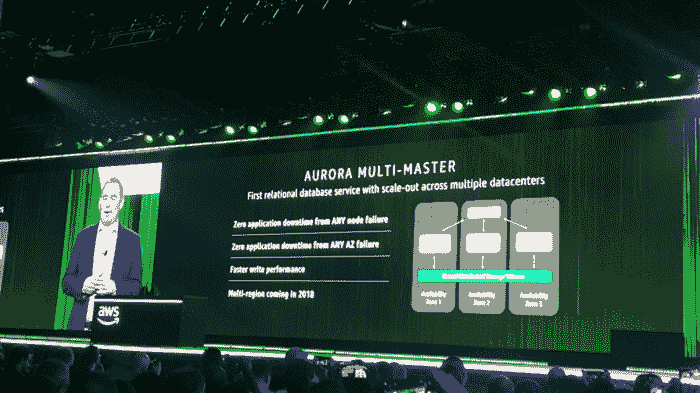 AURORA MULTI-MASTER
First relational database service with scale-out across multiple datacenters
Zero application downtime from ANY node failure
Zero application downtime from ANY AZ failure
Faster write performance
Multi-region coming in 2018
Availability
Zone 1
Availability
Zone 2
Availability
Zone 3
aws